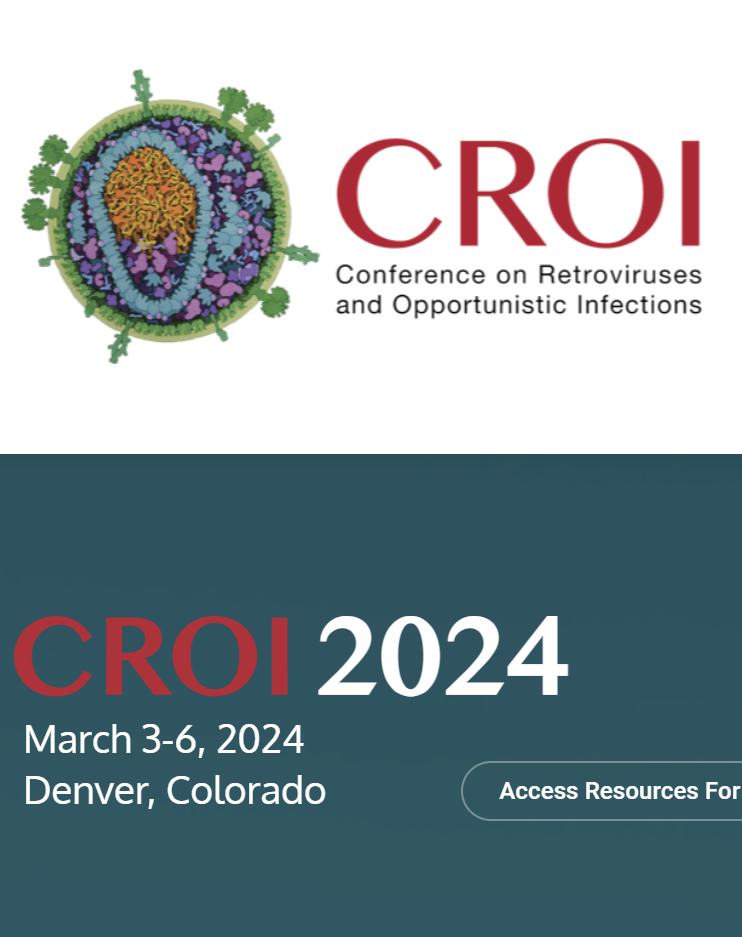 CROI
Conference on Retroviruses
and Opportunistic Infections
CROI 2024
March 3-6, 2024
Denver, Colorado
Access Resources For